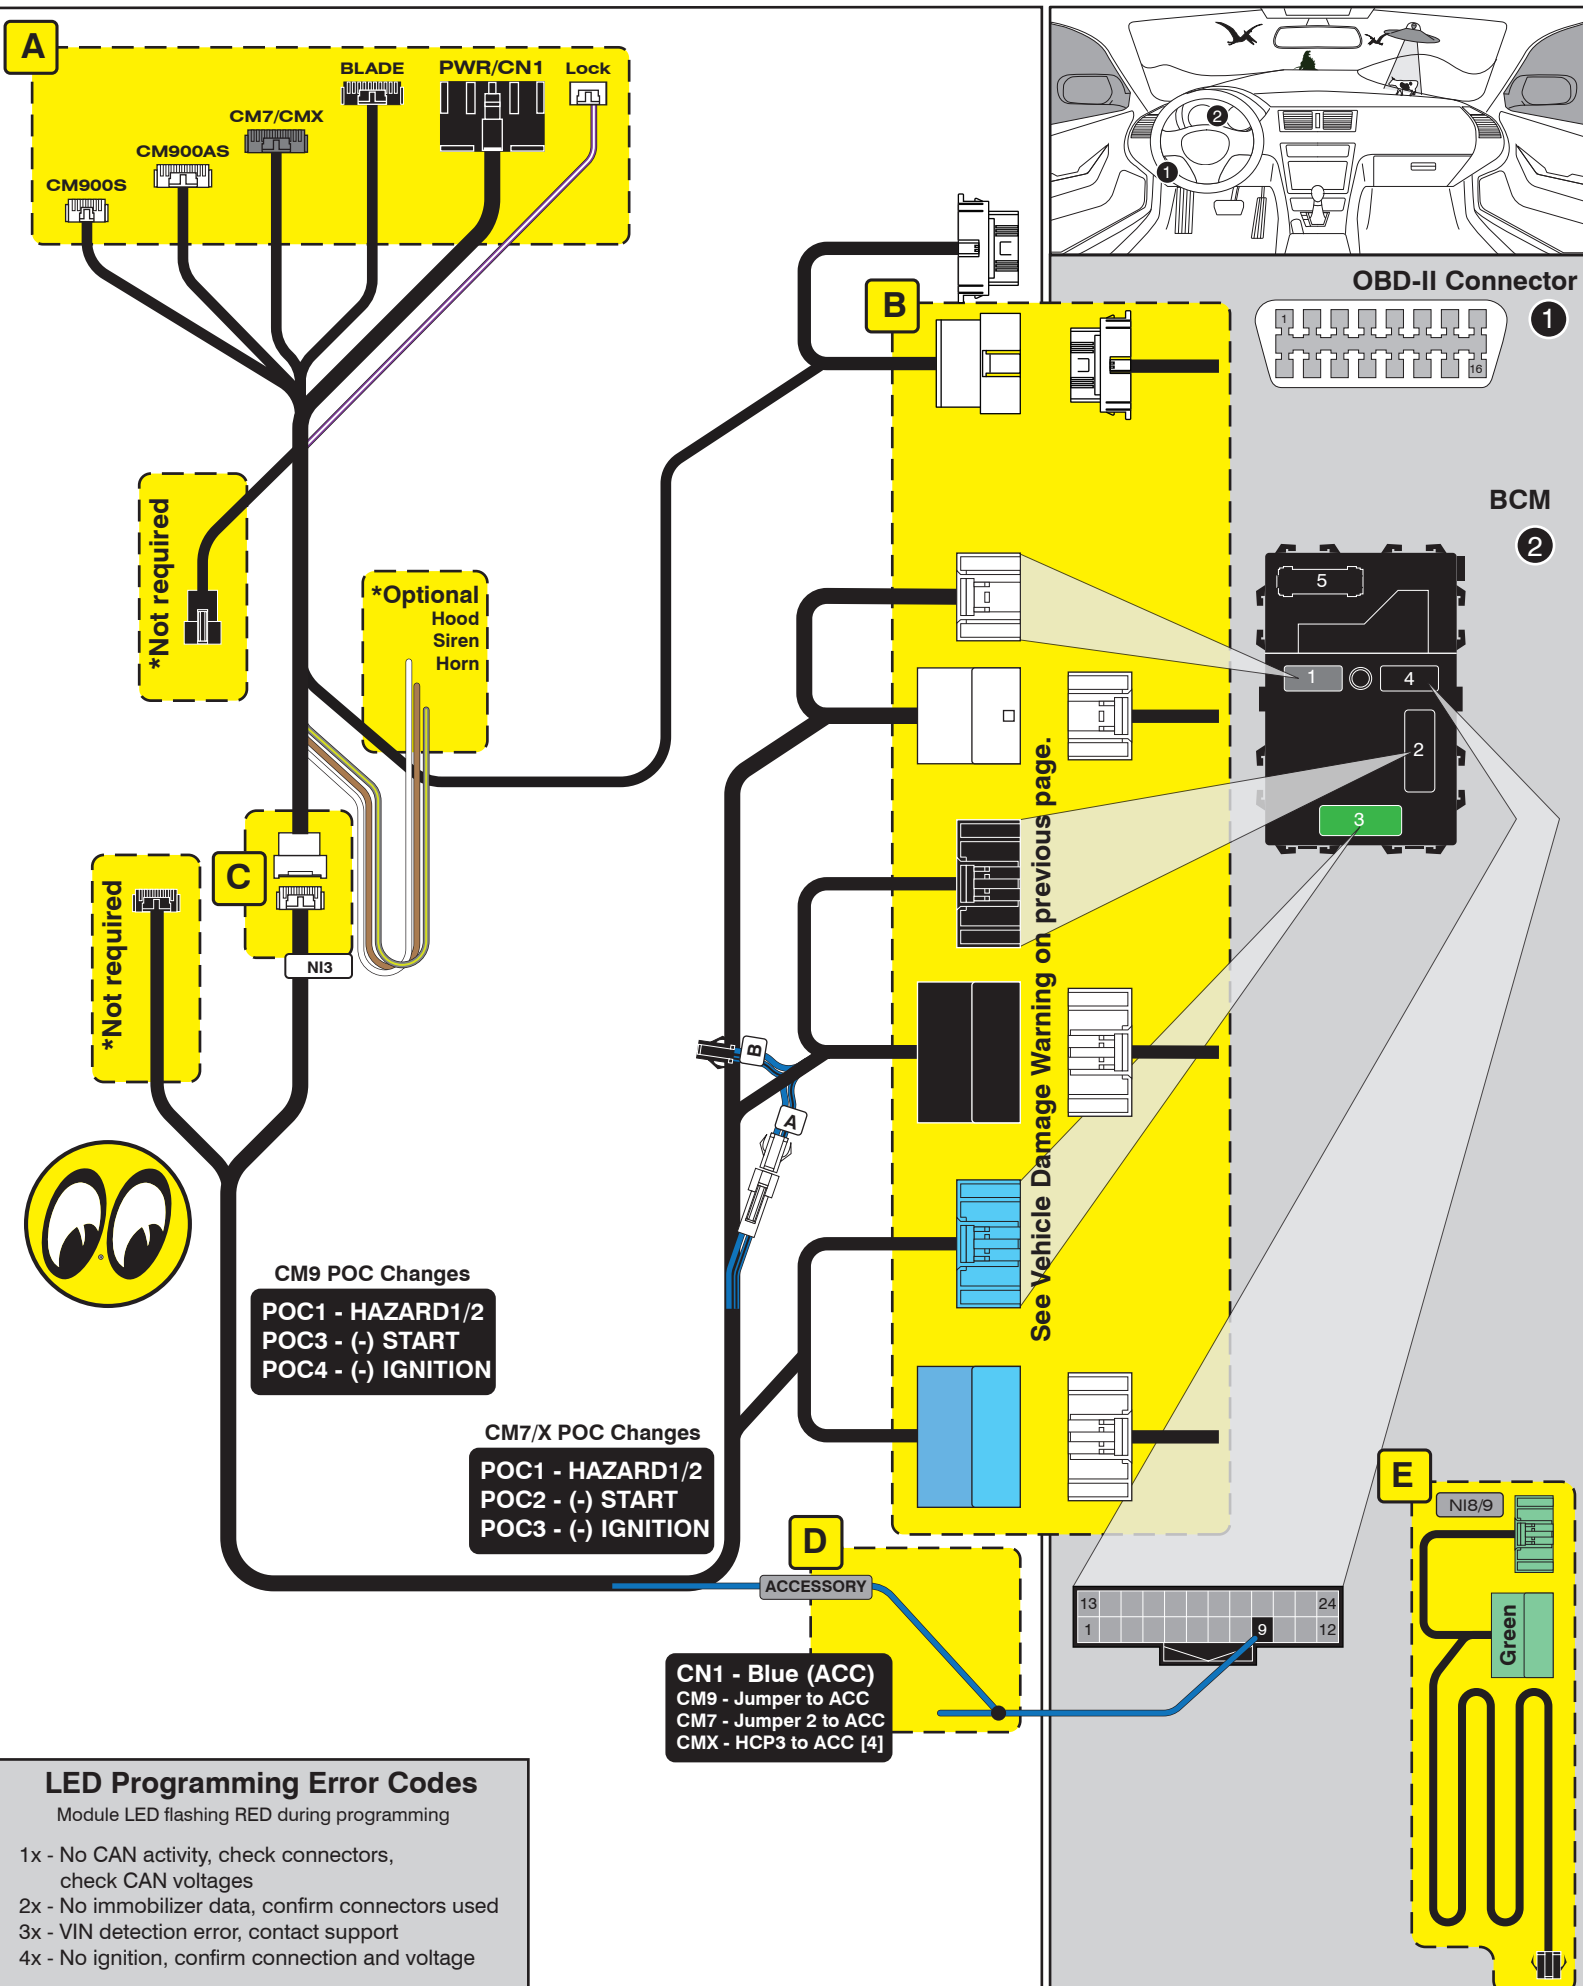 A
CM900S
CM900AS
CM7/CMX
BLADE
PWR/CN1
Lock
2
1
OBD-II Connector
1
1
16
B
BCM
2
5
1
4
2
3
*Not required
*Optional
Hood
Siren
Horn
*Not required
C
NI3
See Vehicle Damage Warning on previous page.
B
A
CM9 POC Changes
POC1 - HAZARD1/2
POC3 - (-) START
POC4 - (-) IGNITION
CM7/X POC Changes
POC1 - HAZARD1/2
POC2 - (-) START
POC3 - (-) IGNITION
D
ACCESSORY
CN1 - Blue (ACC)
CM9 - Jumper to ACC
CM7 - Jumper 2 to ACC
CMX - HCP3 to ACC [4]
13
24
1
9
12
E
NI8/9
Green
LED Programming Error Codes
Module LED flashing RED during programming
1x - No CAN activity, check connectors,
check CAN voltages
2x - No immobilizer data, confirm connectors used
3x - VIN detection error, contact support
4x - No ignition, confirm connection and voltage